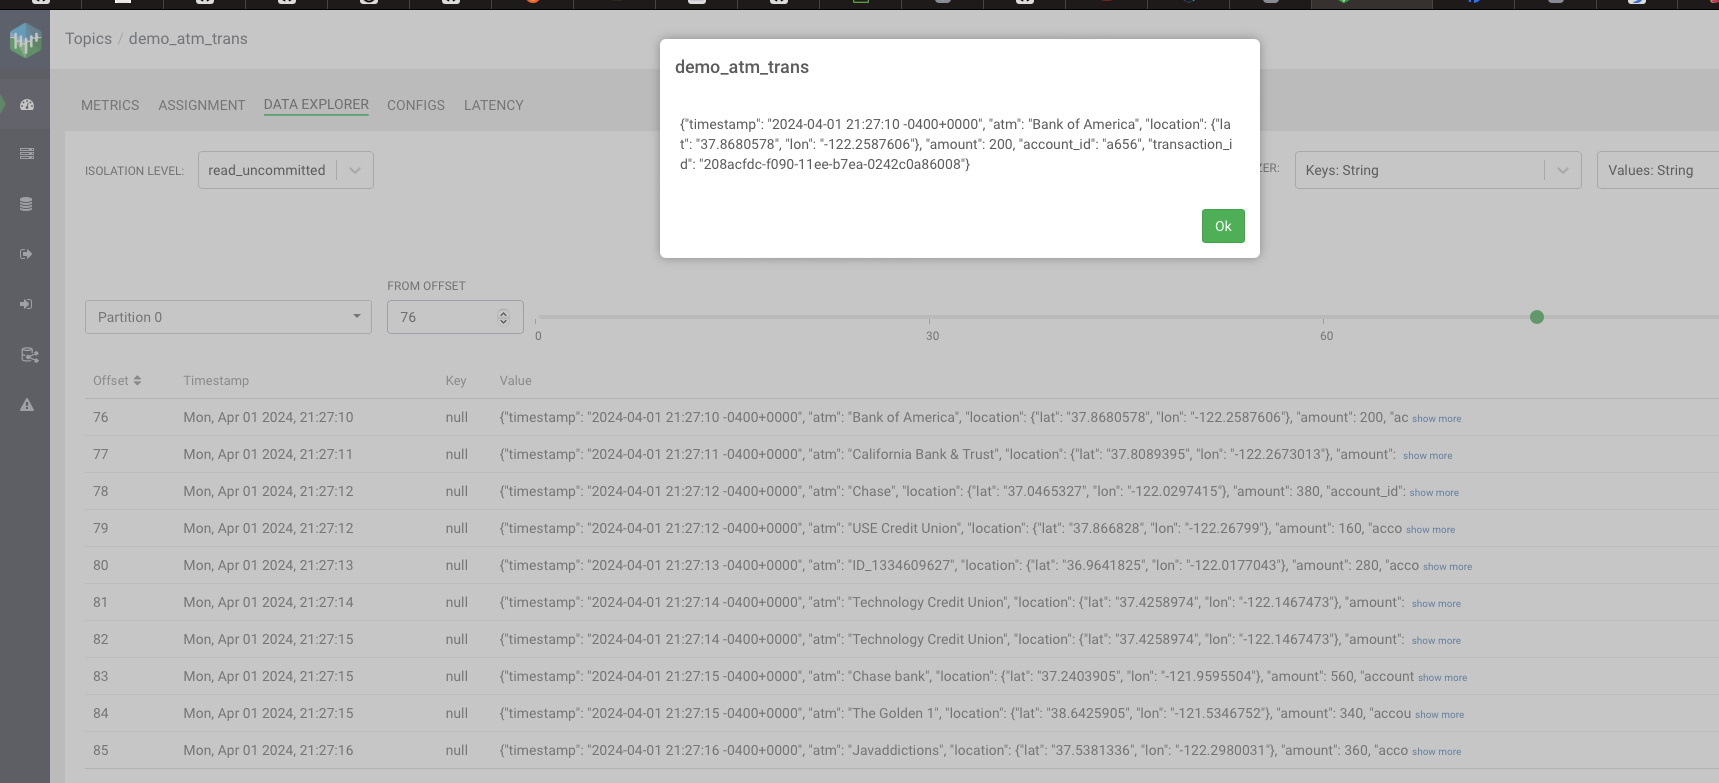 Topics / demo_atm_trans
demo_atm_trans
{"timestamp": "2024-04-01 21:27:10 -0400+0000", "atm": "Bank of America", "location": {"la
t": "37.8680578", "lon": "-122.2587606"}, "amount": 200, "account_id": "a656", "transaction_i
d": "208acfdc-f090-11ee-b7ea-0242c0a86008"}
Ok
METRICS ASSIGNMENT DATA EXPLORER CONFIGS LATENCY
ISOLATION LEVEL: read_uncommitted ZER: Keys: String Values: String
FROM OFFSET
Partition 0 76
0 30 60
Offset Timestamp Key Value
76 Mon, Apr 01 2024, 21:27:10 null {"timestamp": "2024-04-01 21:27:10 -0400+0000", "atm": "Bank of America", "location": {"lat": "37.8680578", "lon": "-122.2587606"}, "amount": 200, "ac show more
77 Mon, Apr 01 2024, 21:27:11 null {"timestamp": "2024-04-01 21:27:11 -0400+0000", "atm": "California Bank & Trust", "location": {"lat": "37.8089395", "lon": "-122.2673013"}, "amount": show more
78 Mon, Apr 01 2024, 21:27:12 null {"timestamp": "2024-04-01 21:27:12 -0400+0000", "atm": "Chase", "location": {"lat": "37.0465327", "lon": "-122.0297415"}, "amount": 380, "account_id": show more
79 Mon, Apr 01 2024, 21:27:12 null {"timestamp": "2024-04-01 21:27:12 -0400+0000", "atm": "USE Credit Union", "location": {"lat": "37.866828", "lon": "-122.26799"}, "amount": 160, "acco show more
80 Mon, Apr 01 2024, 21:27:13 null {"timestamp": "2024-04-01 21:27:13 -0400+0000", "atm": "ID_1334609627", "location": {"lat": "36.9641825", "lon": "-122.0177043"}, "amount": 280, "acco show more
81 Mon, Apr 01 2024, 21:27:14 null {"timestamp": "2024-04-01 21:27:14 -0400+0000", "atm": "Technology Credit Union", "location": {"lat": "37.4258974", "lon": "-122.1467473"}, "amount": show more
82 Mon, Apr 01 2024, 21:27:15 null {"timestamp": "2024-04-01 21:27:14 -0400+0000", "atm": "Technology Credit Union", "location": {"lat": "37.4258974", "lon": "-122.1467473"}, "amount": show more
83 Mon, Apr 01 2024, 21:27:15 null {"timestamp": "2024-04-01 21:27:15 -0400+0000", "atm": "Chase bank", "location": {"lat": "37.2403905", "lon": "-121.9595504"}, "amount": 560, "account show more
84 Mon, Apr 01 2024, 21:27:15 null {"timestamp": "2024-04-01 21:27:15 -0400+0000", "atm": "The Golden 1", "location": {"lat": "38.6425905", "lon": "-121.5346752"}, "amount": 340, "accou show more
85 Mon, Apr 01 2024, 21:27:16 null {"timestamp": "2024-04-01 21:27:16 -0400+0000", "atm": "Javaddictions", "location": {"lat": "37.5381336", "lon": "-122.2980031"}, "amount": 360, "acco show more